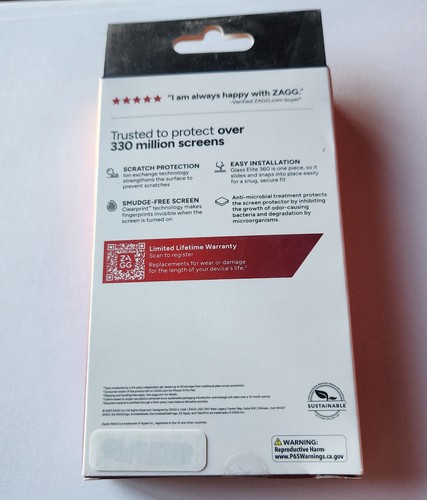 ★★★★★ "I am always happy with ZAGG."
-Verified ZAGG.com buyer²
Trusted to protect over
330 million screens
SCRATCH PROTECTION
Ion exchange technology
strengthens the surface to
prevent scratches
EASY INSTALLATION
Glass Elite 360 is one piece, so it
slides and snaps into place easily
for a snug, secure fit
SMUDGE-FREE SCREEN
Clearprint™ technology makes
fingerprints invisible when the
screen is turned on
Anti-microbial treatment protects
the screen protector by inhibiting
the growth of odor-causing
bacteria and degradation by
microorganisms.
ZA
GG
Limited Lifetime Warranty
Scan to register
Replacements for wear or damage
for the length of your device's life.
SUSTAINABLE
WARNING:
Reproductive Harm-
www.P65Warnings.ca.gov